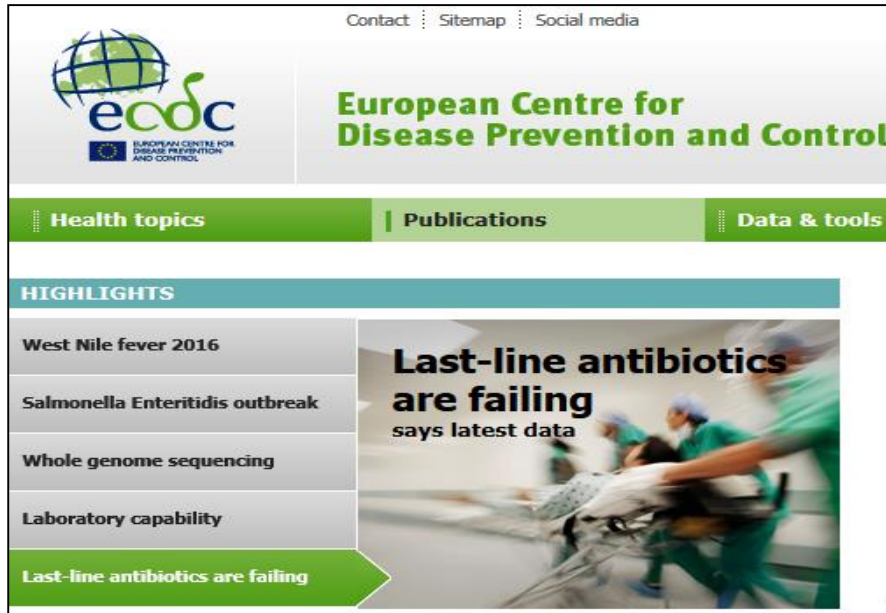 Contact Sitemap Social media
ecdc
EUROPEAN CENTRE FOR
DISEASE PREVENTION
AND CONTROL
European Centre for
Disease Prevention and Control
Health topics Publications Data & tools
HIGHLIGHTS
West Nile fever 2016
Salmonella Enteritidis outbreak
Whole genome sequencing
Laboratory capability
Last-line antibiotics are failing
Last-line antibiotics
are failing
says latest data